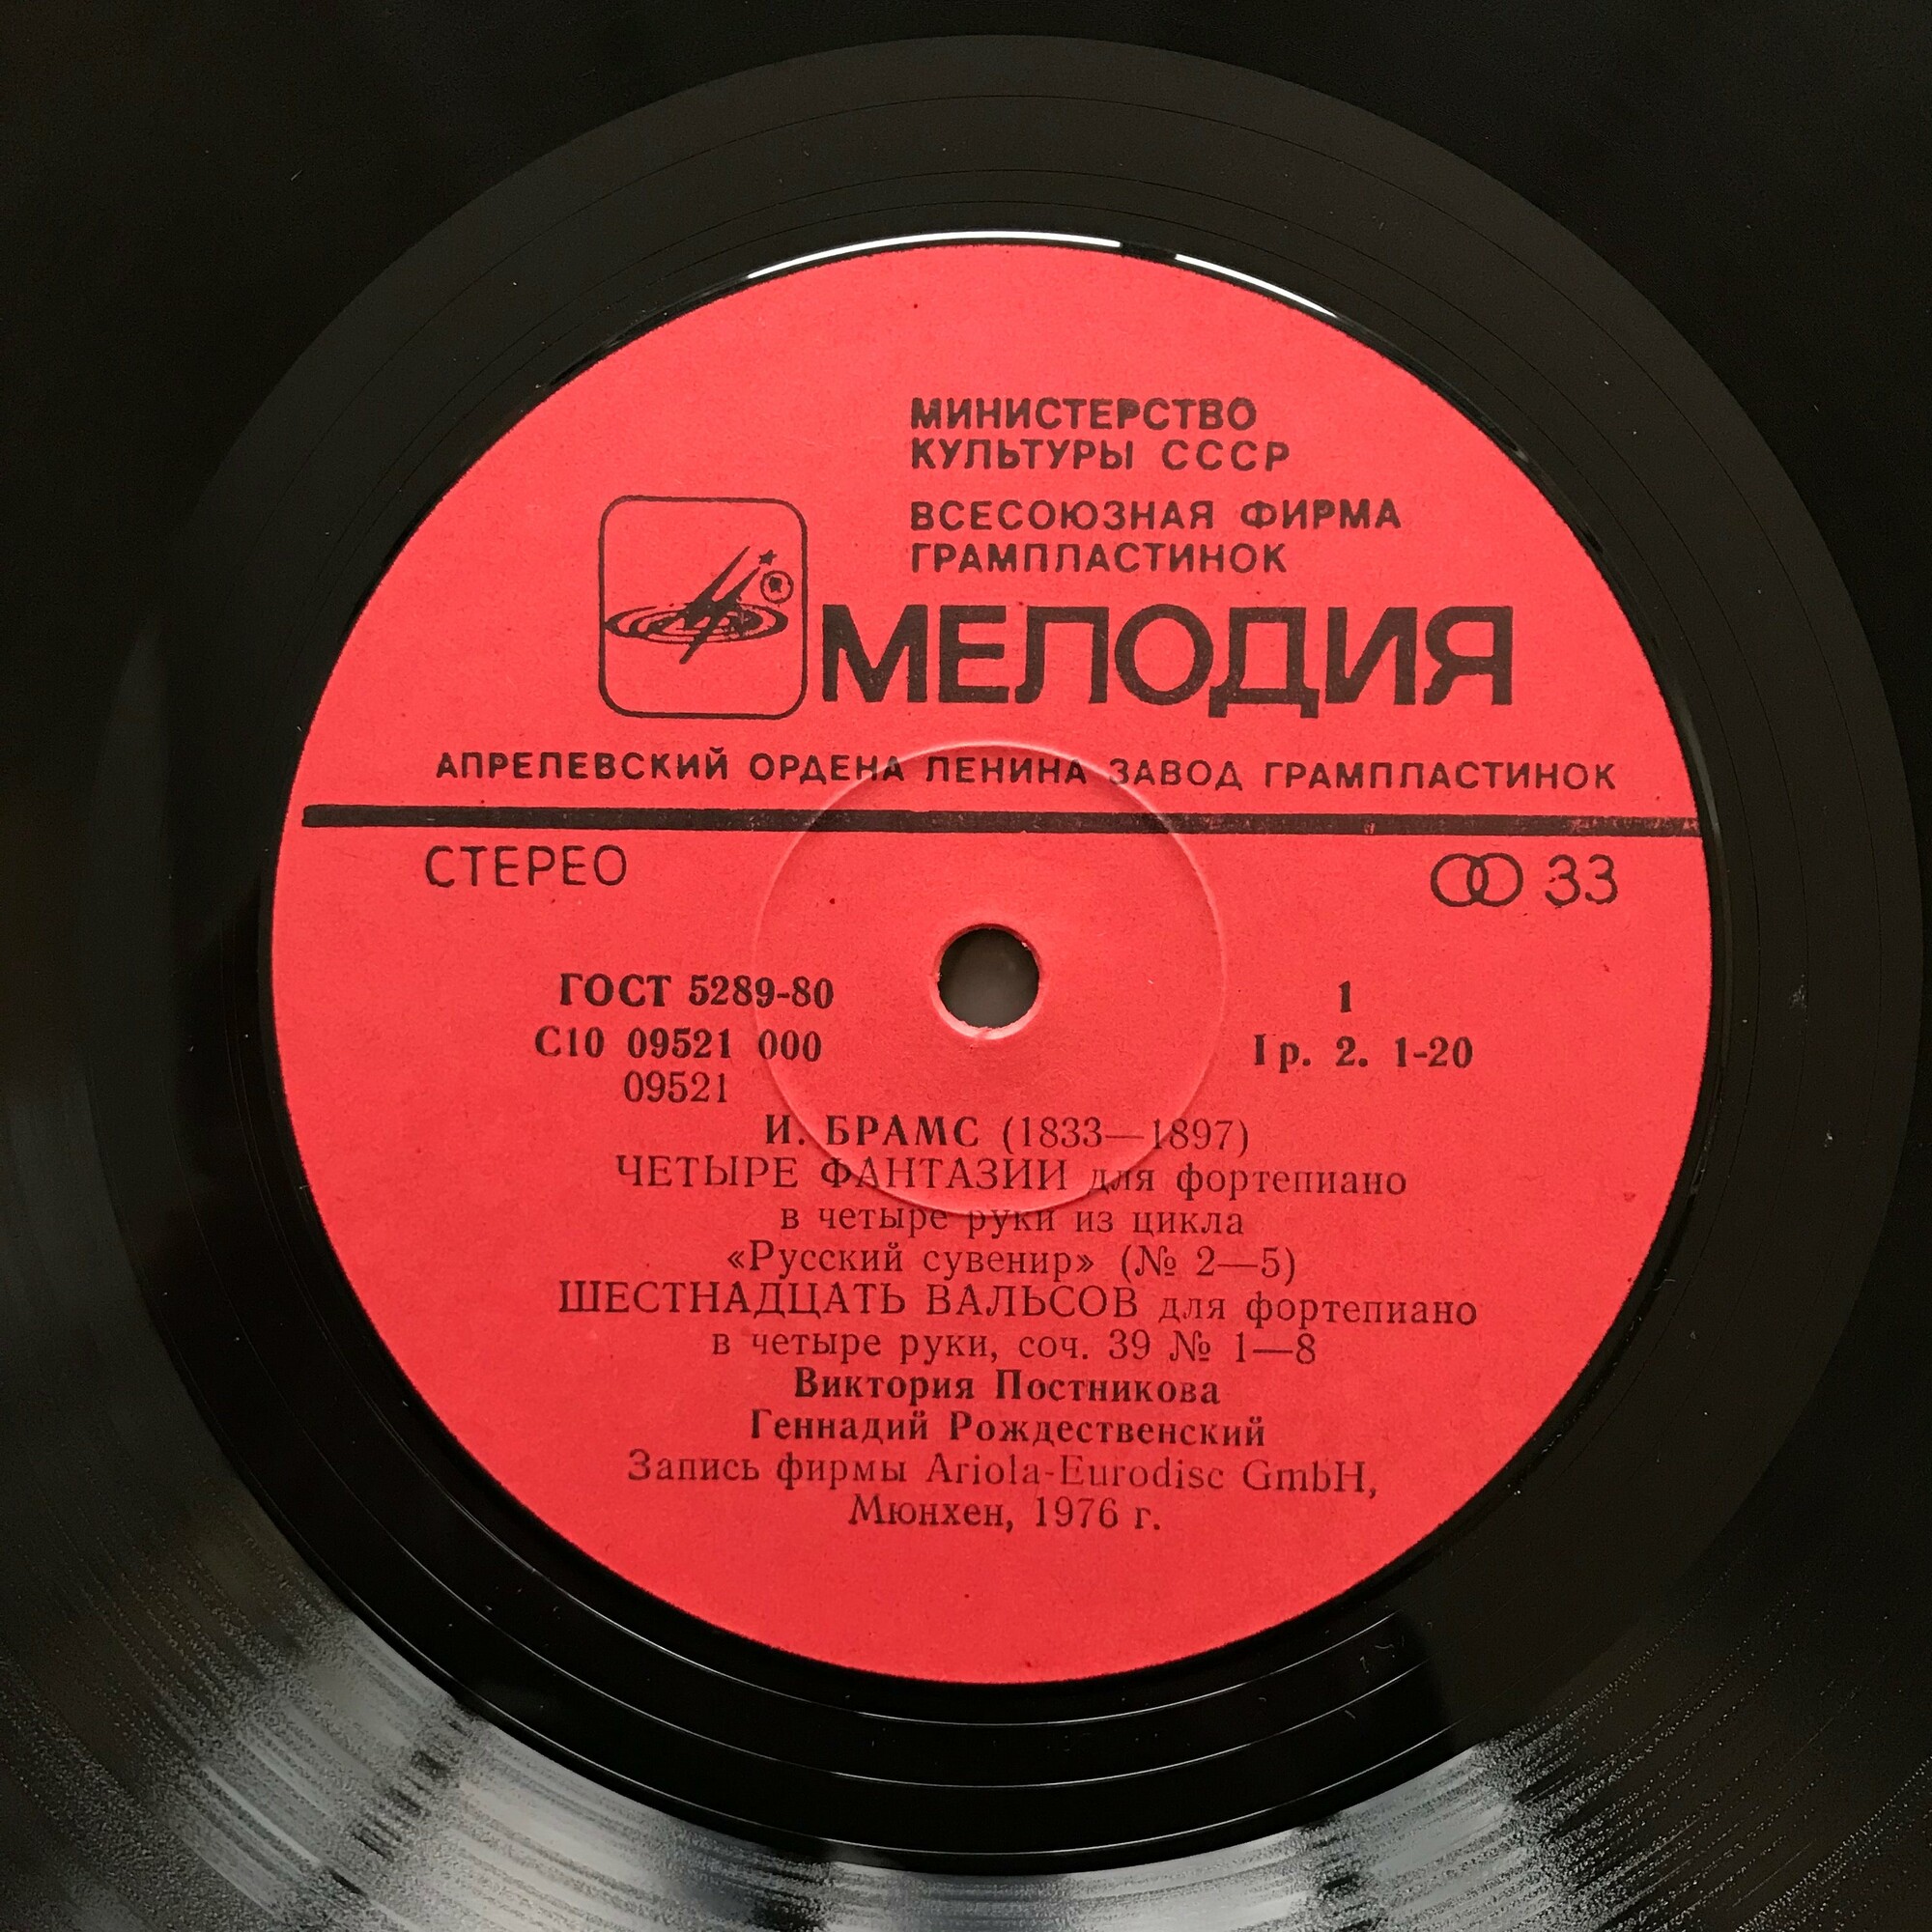 МИНИСТЕРСТВО
КУЛЬТУРЫ СССР
ВСЕСОЮЗНАЯ ФИРМА
ГРАМПЛАСТИНОК
МЕЛОДИЯ
АПРЕЛЕВСКИЙ ОРДЕНА ЛЕНИНА ЗАВОД ГРАМПЛАСТИНОК
СТЕРЕО
33
ГОСТ 5289-80
1
С10 09521 000
I гр. 2. 1-20
09521
И. БРАМС (1833—1897)
ЧЕТЫРЕ ФАНТАЗИИ для фортепиано
в четыре руки из цикла
«Русский сувенир» (№ 2—5)
ШЕСТНАДЦАТЬ ВАЛЬСОВ для фортепиано
в четыре руки, соч. 39 № 1—8
Виктория Постникова
Геннадий Рождественский
Запись фирмы Ariola-Eurodisc GmbH,
Мюнхен, 1976 г.